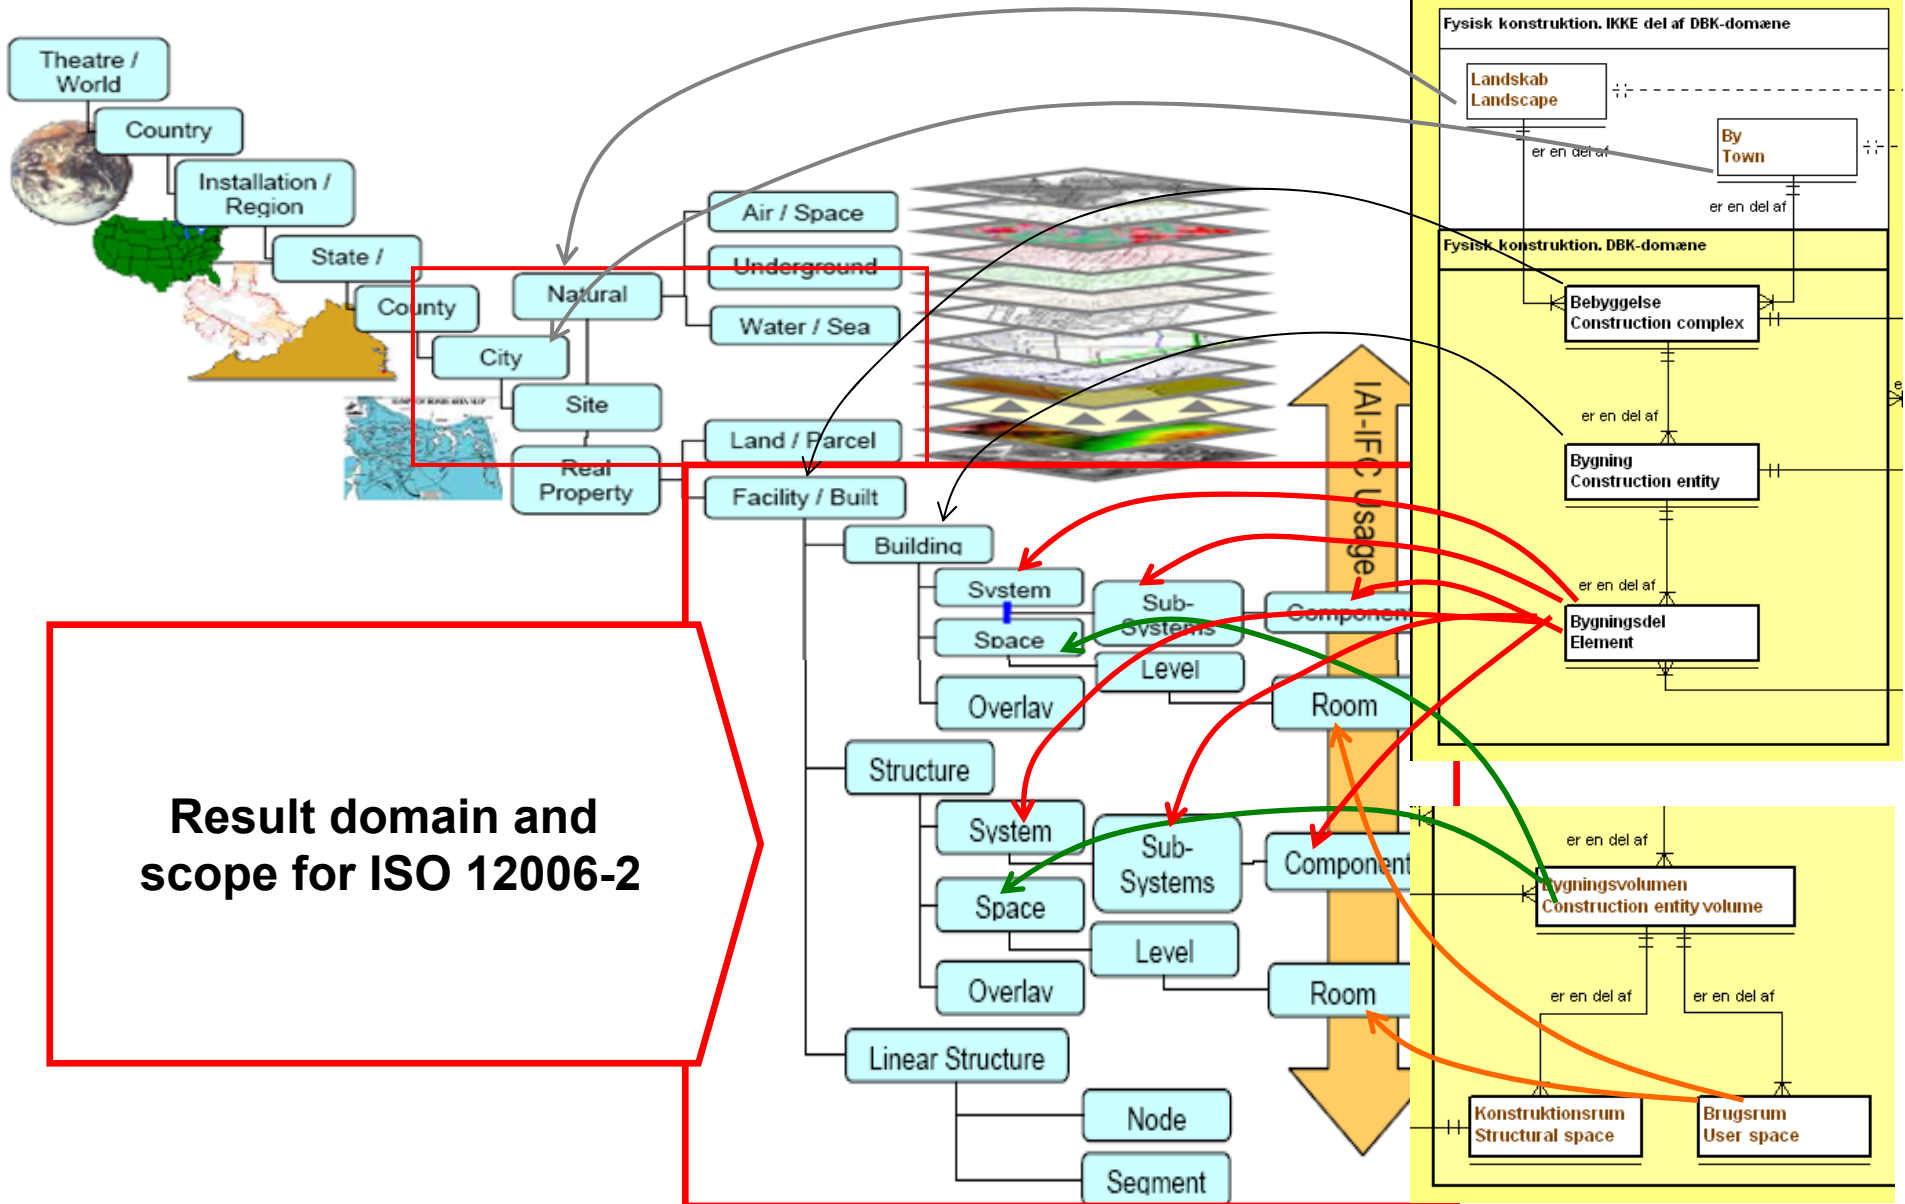 Theatre /
World
Country
Installation /
Region
State /
County
City
Site
Natural
Real
Property
Air / Space
Underground
Water / Sea
Land / Parcel
Facility / Built
Building
System
Sub-
Systems
Component
Space
Level
Overlay
Room
Structure
System
Sub-
Systems
Component
Space
Level
Overlay
Room
Linear Structure
Node
Segment
IAI-IFC Usage
Result domain and
scope for ISO 12006-2
Fysisk konstruktion. IKKE del af DBK-domæne
Landskab
Landscape
er en del af
By
Town
er en del af
Fysisk konstruktion. DBK-domæne
Bebyggelse
Construction complex
er en del af
e
Bygning
Construction entity
er en del af
Bygningsdel
Element
er en del af
Bygningsvolumen
Construction entity volume
er en del af
er en del af
Konstruktionsrum
Structural space
Brugsrum
User space